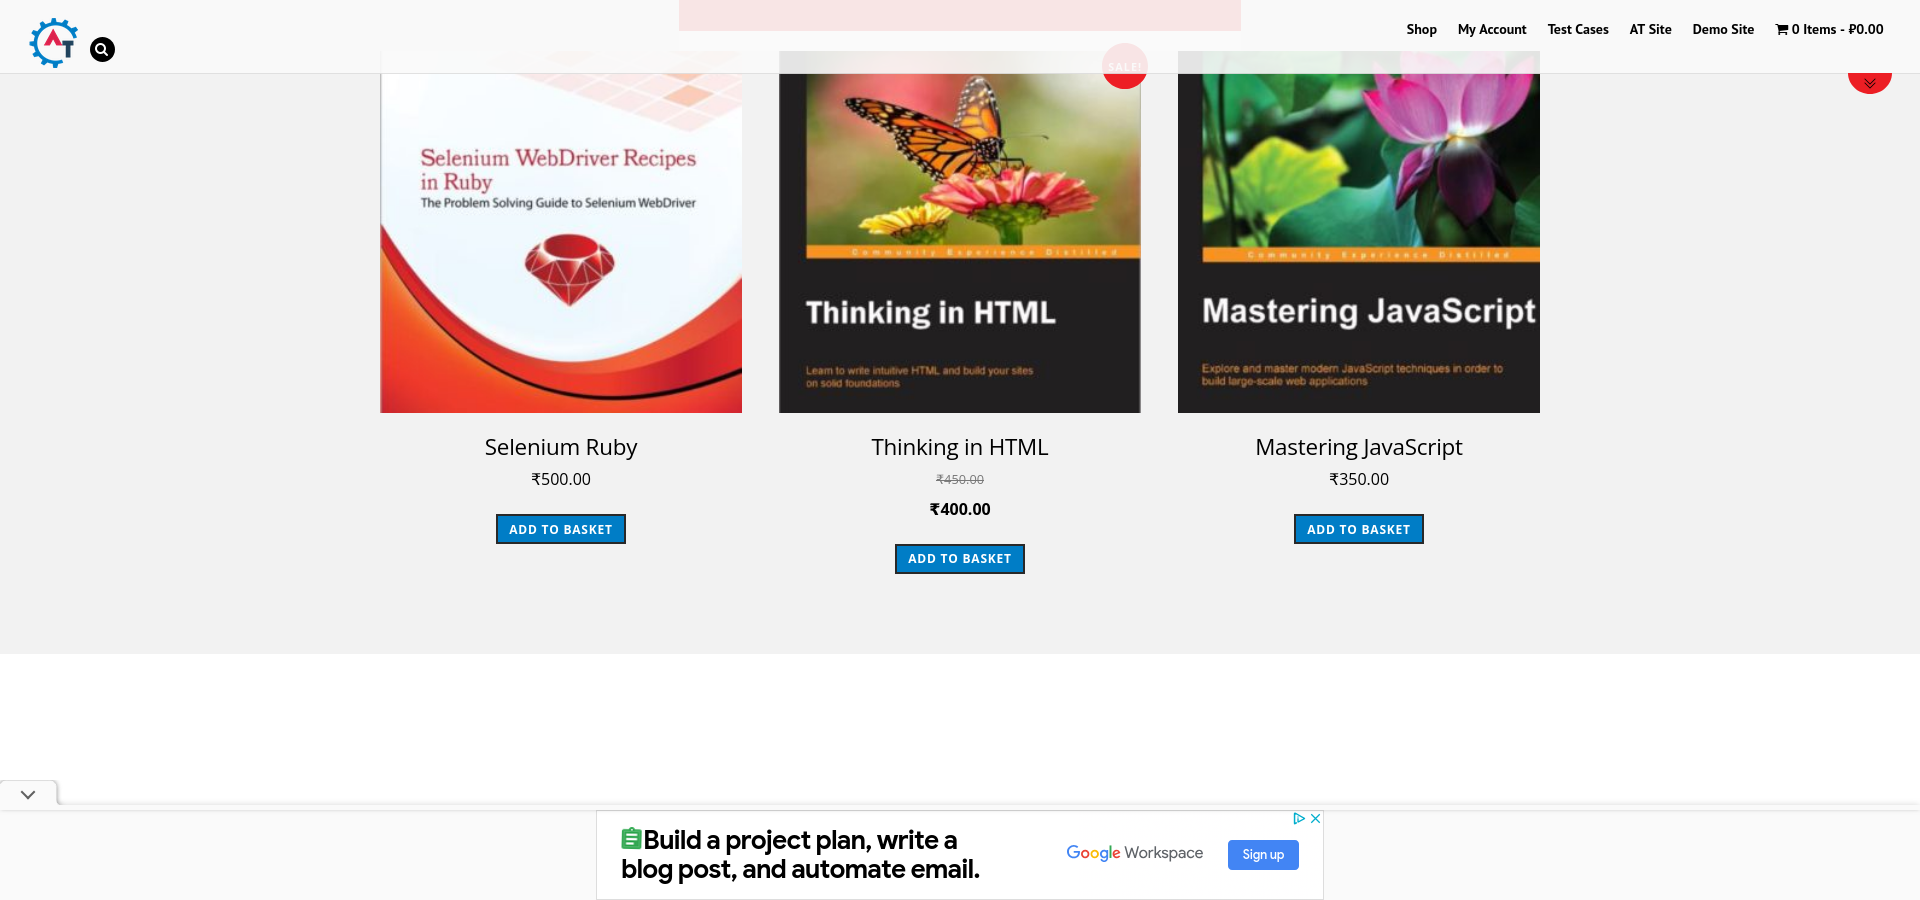 AT
Shop
My Account
Test Cases
AT Site
Demo Site
0 Items - ₽0.00
SALE!
Selenium WebDriver Recipes
in Ruby
The Problem Solving Guide to Selenium WebDriver
Community Experience Distilled
Thinking in HTML
Learn to write intuitive HTML and build your sites
on solid foundations
Community Experience Distilled
Mastering JavaScript
Explore and master modern JavaScript techniques in order to
build large-scale web applications
Selenium Ruby
₹500.00
ADD TO BASKET
Thinking in HTML
₹450.00
₹400.00
ADD TO BASKET
Mastering JavaScript
₹350.00
ADD TO BASKET
Build a project plan, write a
blog post, and automate email.
Google Workspace
Sign up